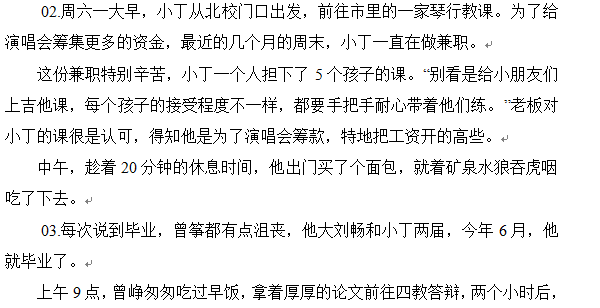 02.周六一大早，小丁从北校门口出发，前往市里的一家琴行教课。为了给
演唱会筹集更多的资金，最近的几个月的周末，小丁一直在做兼职。
这份兼职特别辛苦，小丁一个人担下了 5 个孩子的课。“别看是给小朋友们
上吉他课，每个孩子的接受程度不一样，都要手把手耐心带着他们练。”老板对
小丁的课很是认可，得知他是为了演唱会筹款，特地把工资开的高些。
中午，趁着 20 分钟的休息时间，他出门买了个面包，就着矿泉水狼吞虎咽
吃了下去。
03.每次说到毕业，曾筝都有点沮丧，他大刘畅和小丁两届，今年 6 月，他
就毕业了。
上午 9 点，曾峥匆匆吃过早饭，拿着厚厚的论文前往四教答辩，两个小时后，